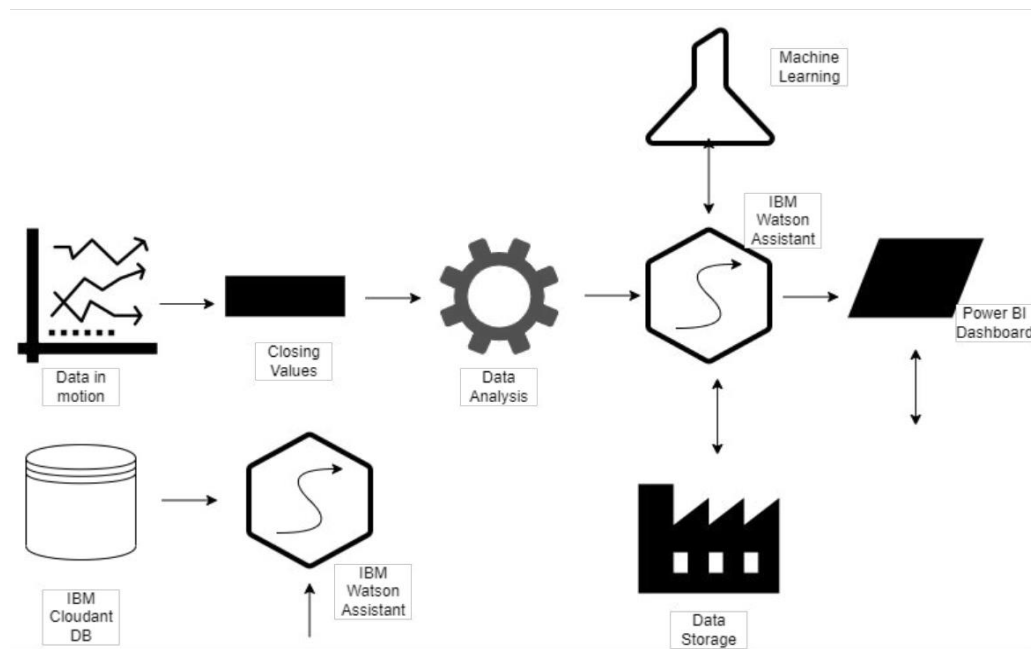 Machine
Learning
IBM
Watson
Assistant
Power BI
Dashboard
Closing
Values
Data in
motion
Data
Analysis
IBM
Watson
Assistant
IBM
Cloudant
DB
Data
Storage